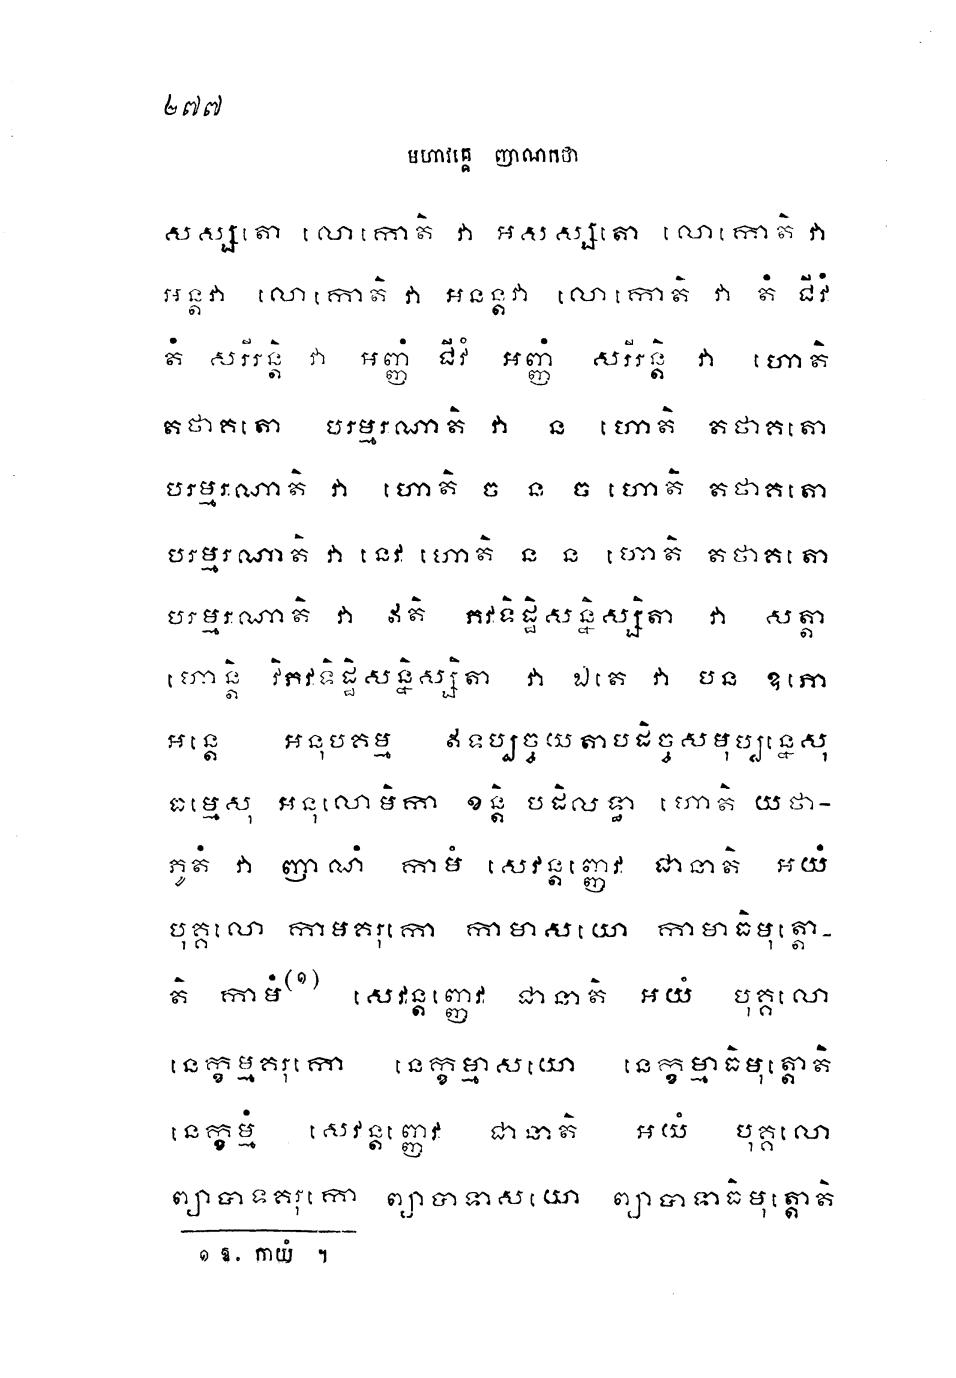 ២៧៧
មហាវគ្គេ ញាណកថា
សស្សតោ លោកោតិ វា អសស្សតោ លោកោតិ វា
អន្តវា លោកោតិ វា អនន្តវា លោកោតិ វា តំ ជីវំ
តំ សរីរន្តិ វា អញ្ញំ ជីវំ អញ្ញំ សរីរន្តិ វា ហោតិ
តថាគតោ បរម្មរណាតិ វា ន ហោតិ តថាគតោ
បរម្មរណាតិ វា ហោតិ ច ន ច ហោតិ តថាគតោ
បរម្មរណាតិ វា នេវ ហោតិ ន ន ហោតិ តថាគតោ
បរម្មរណាតិ វា ឥតិ ភវទិដ្ឋិសន្និស្សិតា វា សត្តា
ហោន្តិ វិភវទិដ្ឋិសន្និស្សិតា វា ឯតេ វា បន ឧភោ
អន្តេ អនុបគម្ម ឥទប្បច្ចយតាបដិច្ចសមុប្បន្នេសុ
ធម្មេសុ អនុលោមិកា ខន្តិ បដិលទ្ធា ហោតិ យថា-
ភូតំ វា ញាណំ កាមំ សេវន្តញ្ញេវ ជានាតិ អយំ
បុគ្គលោ កាមគរុកោ កាមាសយោ កាមាធិមុត្តោ-
តិ កាមំ(១) សេវន្តញ្ញេវ ជានាតិ អយំ បុគ្គលោ
នេក្ខម្មគរុកោ នេក្ខម្មាសយោ នេក្ខម្មាធិមុត្តោតិ
នេក្ខម្មំ សេវន្តញ្ញេវ ជានាតិ អយំ បុគ្គលោ
ព្យាបាទគរុកោ ព្យាបាទាសយោ ព្យាបាទាធិមុត្តោតិ
១ ឱ. កាយំ ។